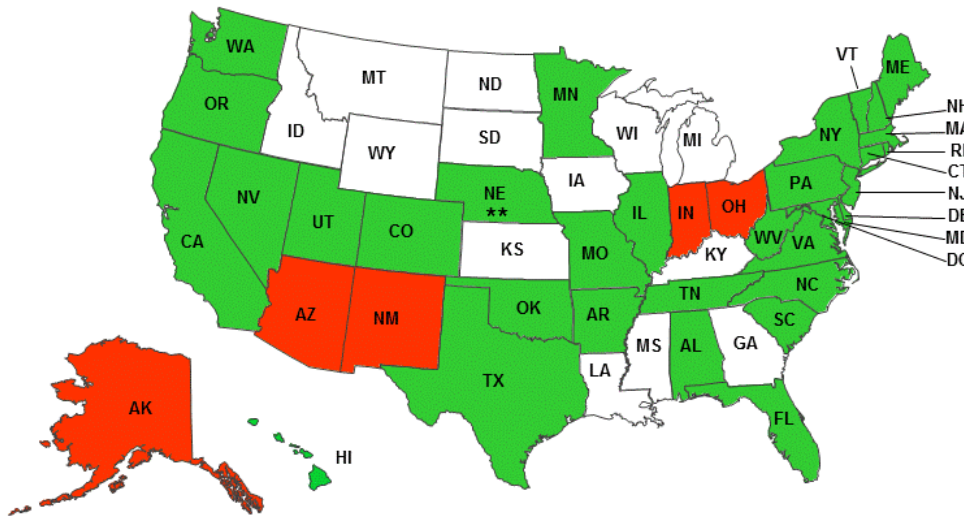 WA
VT
ME
MT
ND
MN
OR
NH
ID
SD
WI
MI
NY
MA
WY
RI
CT
IA
PA
NJ
NE
**
NV
UT
CO
IL
IN
OH
DE
CA
KS
MO
WV
VA
MD
KY
DC
NC
TN
AZ
NM
OK
AR
SC
MS
AL
GA
LA
TX
AK
FL
HI